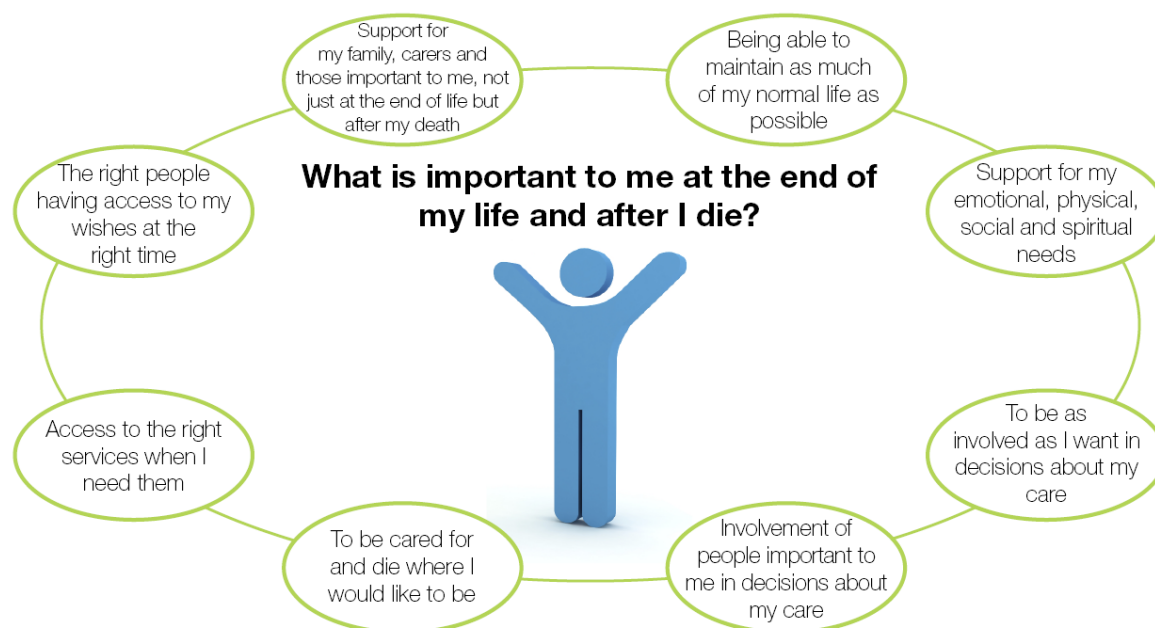 What is important to me at the end of
my life and after I die?
Support for
my family, carers and
those important to me, not
just at the end of life but
after my death
Being able to
maintain as much
of my normal life as
possible
Support for my
emotional, physical,
social and spiritual
needs
To be as
involved as I want in
decisions about my
care
Involvement of
people important to
me in decisions about
my care
To be cared for
and die where I
would like to be
Access to the right
services when I
need them
The right people
having access to my
wishes at the
right time